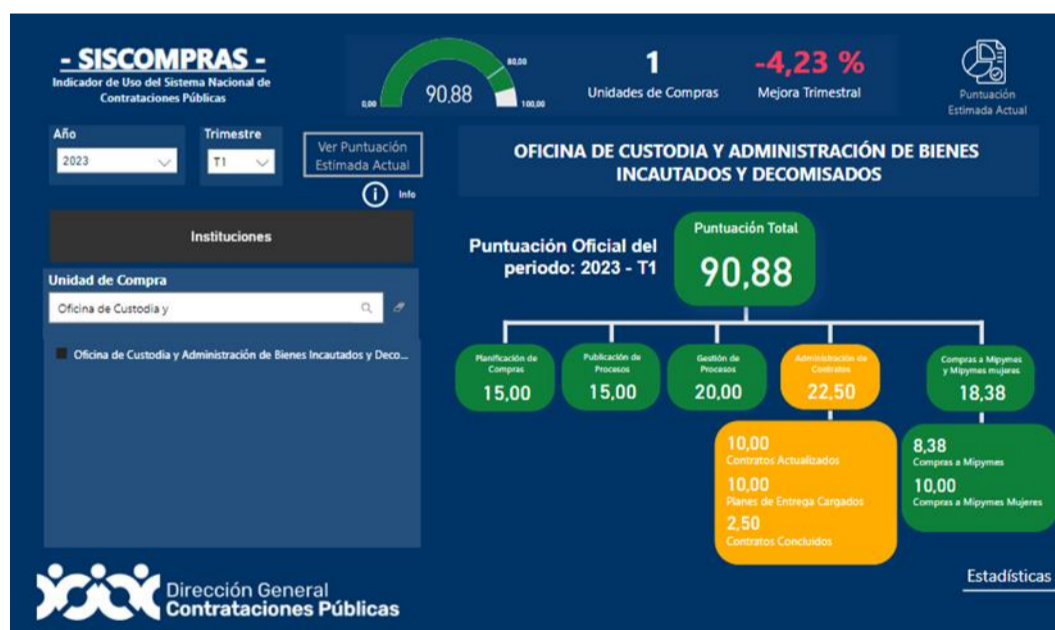 - SISCOMPRAS -
Indicador de Uso del Sistema Nacional de
Contrataciones Públicas
0,00
90,88
80,00
100,00
1
Unidades de Compras
-4,23 %
Mejora Trimestral
Puntuación
Estimada Actual
Año
2023
Trimestre
T1
Ver Puntuación
Estimada Actual
i Info
OFICINA DE CUSTODIA Y ADMINISTRACIÓN DE BIENES
INCAUTADOS Y DECOMISADOS
Instituciones
Unidad de Compra
Oficina de Custodia y
Oficina de Custodia y Administración de Bienes Incautados y Deco...
Puntuación Oficial del
periodo: 2023 - T1
Puntuación Total
90,88
Planificación de
Compras
15,00
Publicación de
Procesos
15,00
Gestión de
Procesos
20,00
Administración de
Contratos
22,50
Compras a Mipymes
y Mipymes mujeres
18,38
10,00
Contratos Actualizados
10,00
Planes de Entrega Cargados
2,50
Contratos Concluidos
8,38
Compras a Mipymes
10,00
Compras a Mipymes Mujeres
Dirección General
Contrataciones Públicas
Estadísticas